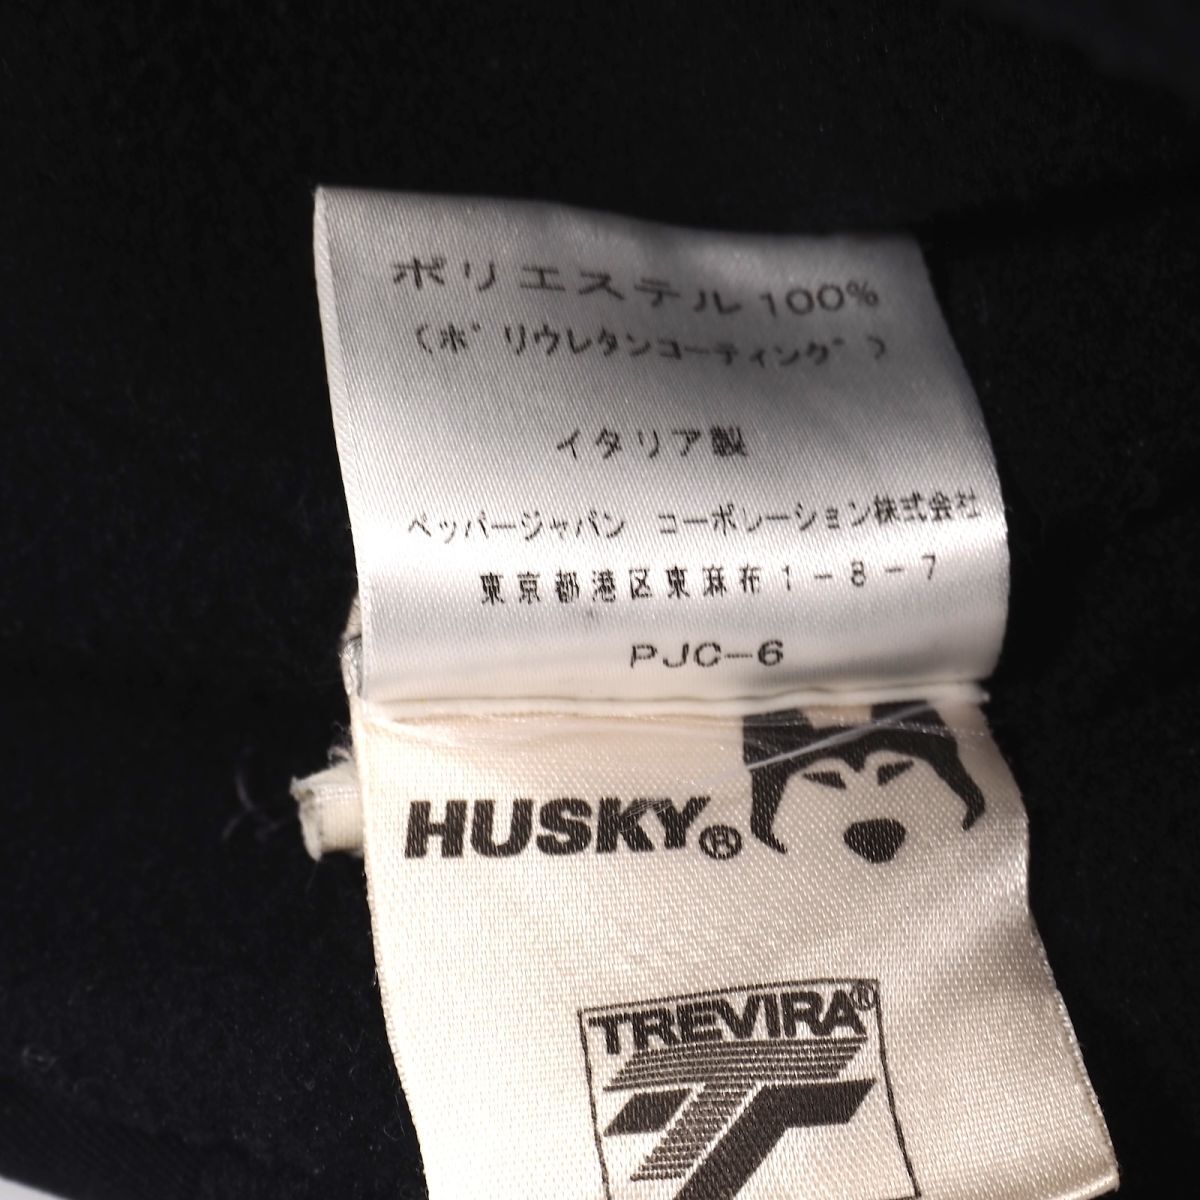 ポリエステル 100%
(ポリウレタンコーティング)
イタリア製
ペッパージャパン コーポレーション株式会社
東京都港区東麻布1-8-7
PJC-6
HUSKY®
TREVIRA®